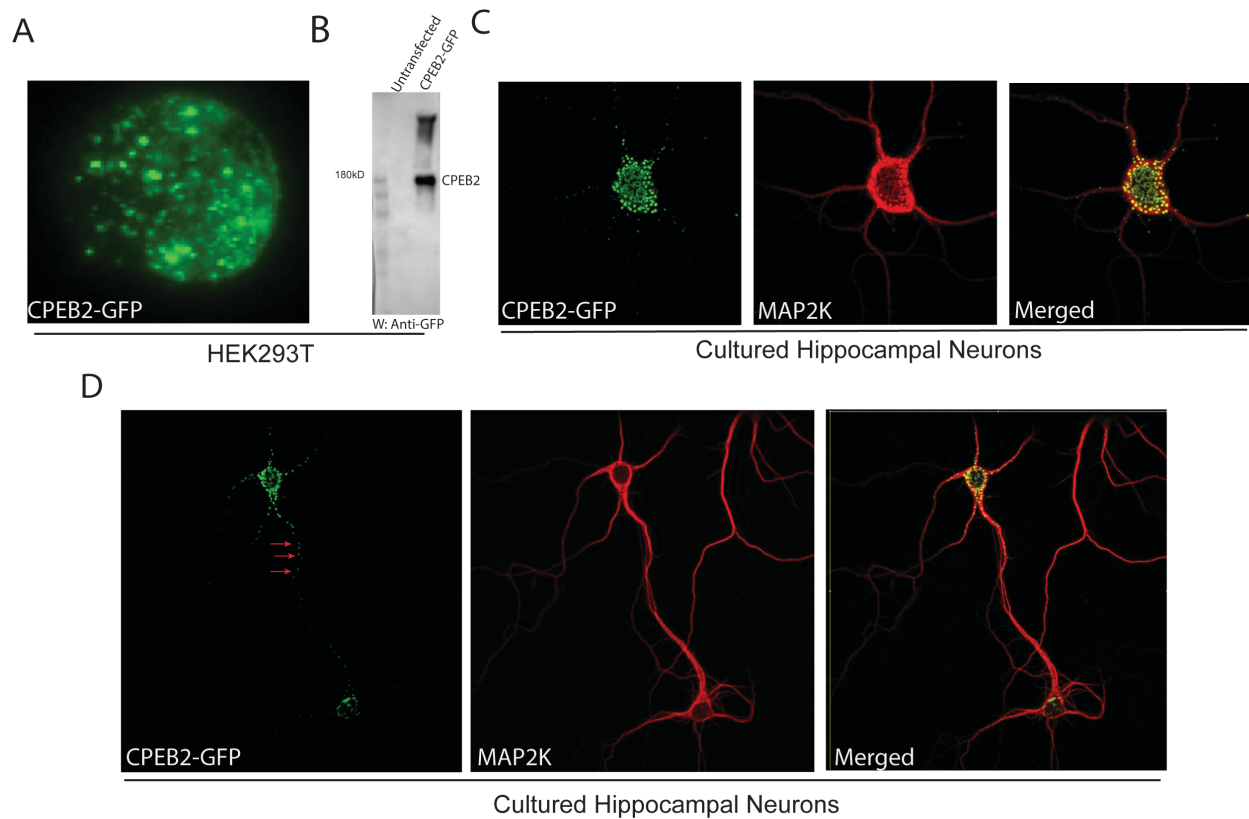 A
B
C
Untransfected
CPEB2-GFP
180kD
CPEB2
CPEB2-GFP
W: Anti-GFP
HEK293T
CPEB2-GFP
MAP2K
Merged
Cultured Hippocampal Neurons
D
CPEB2-GFP
MAP2K
Merged
Cultured Hippocampal Neurons